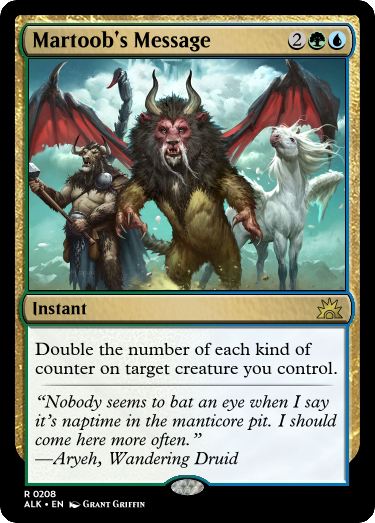 Martoob's Message 2
Instant
Double the number of each kind of
counter on target creature you control.
“Nobody seems to bat an eye when I say
it's naptime in the manticore pit. I should
come here more often.”
—Aryeh, Wandering Druid
R 0208
ALK • EN Grant Griffin